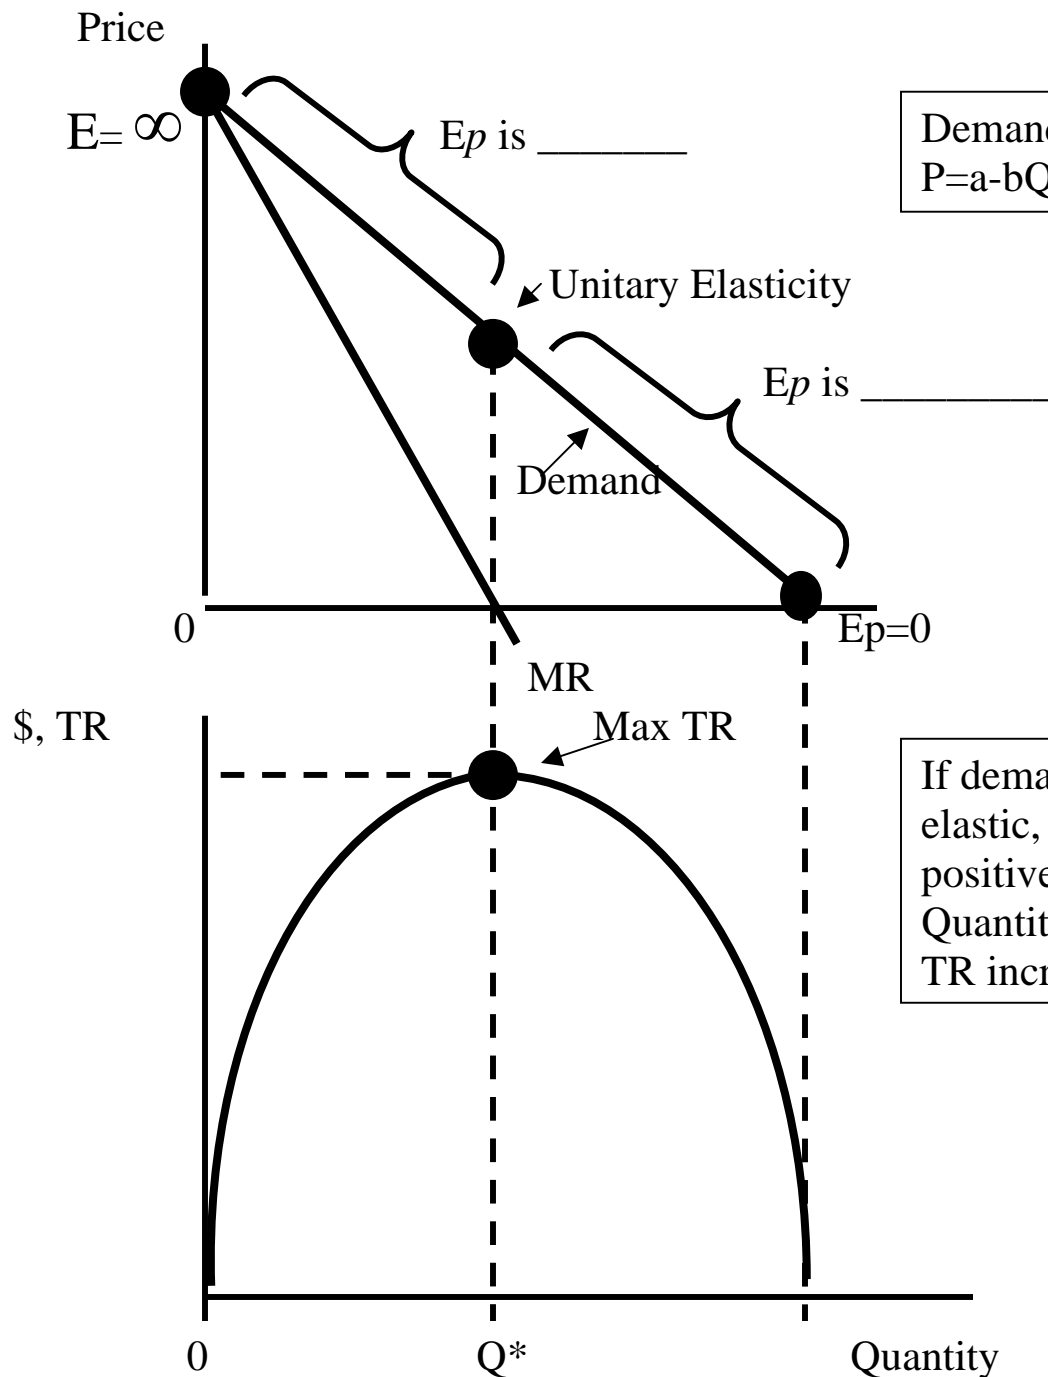 Price
E= ∞
Ep is _______
Demand
P=a-bQ
Unitary Elasticity
Ep is _________
Demand
0
Ep=0
MR
$, TR
Max TR
If dema
elastic,
positive
Quantit
TR incr
0
Q*
Quantity